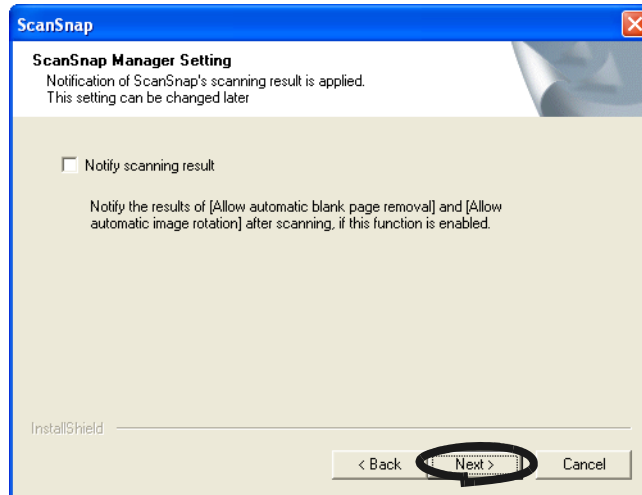 ScanSnap
ScanSnap Manager Setting
Notification of ScanSnap's scanning result is applied.
This setting can be changed later
Notify scanning result
Notify the results of [Allow automatic blank page removal] and [Allow
automatic image rotation] after scanning, if this function is enabled.
InstallShield
< Back
Next >
Cancel